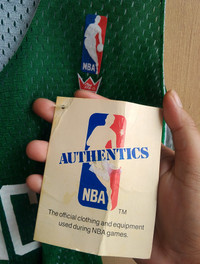 NBA
AUTHENTICS
NBA
TM
The official clothing and equipment
used during NBA games.